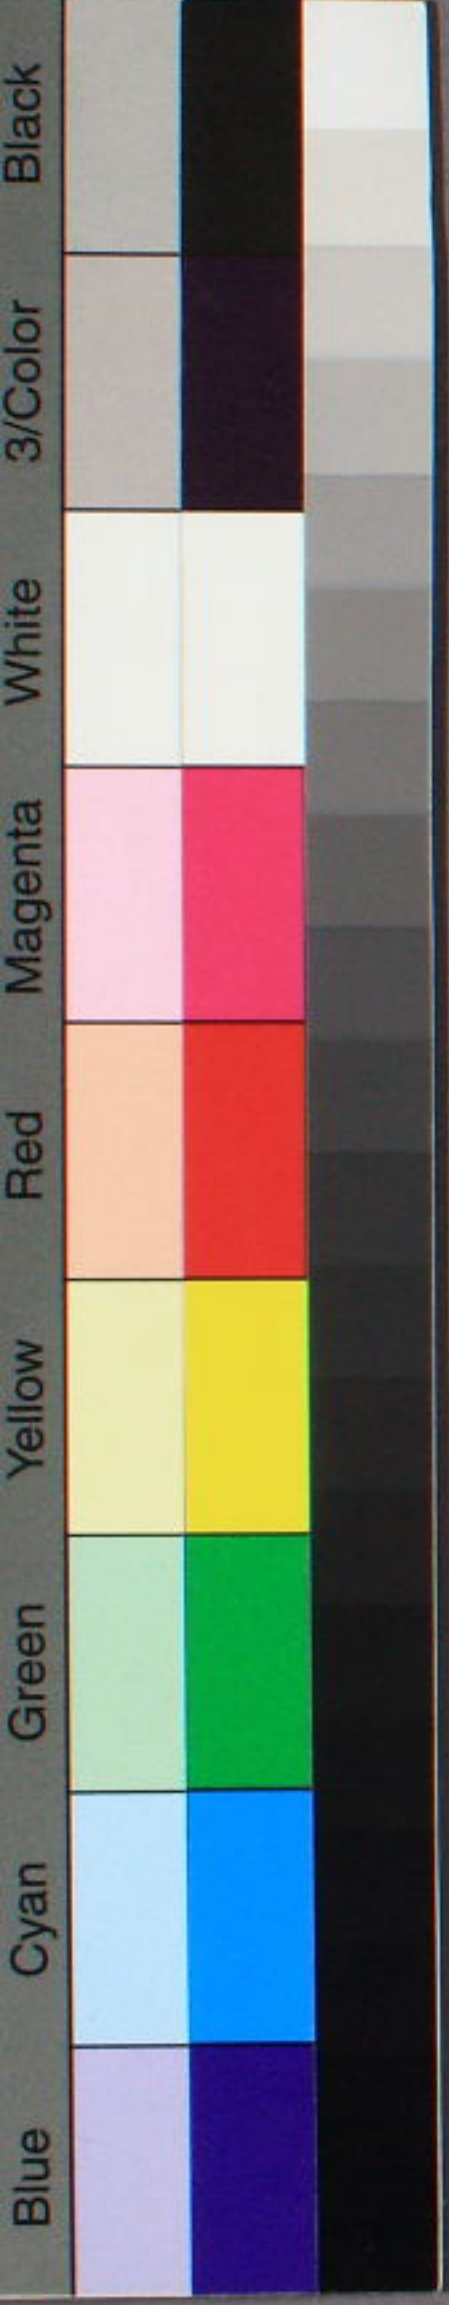 Blue
Cyan
Green
Yellow
Red
Magenta
White
3/Color
Black